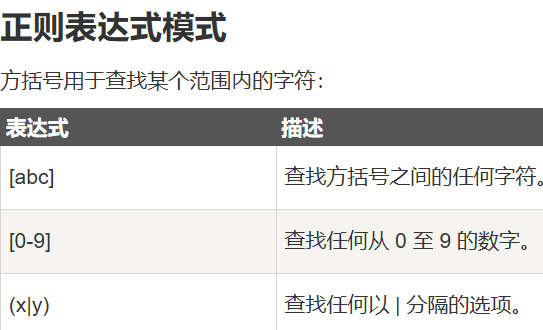 正则表达式模式
方括号用于查找某个范围内的字符：
表达式 描述
[abc] 查找方括号之间的任何字符。
[0-9] 查找任何从 0 至 9 的数字。
(x|y) 查找任何以 | 分隔的选项。